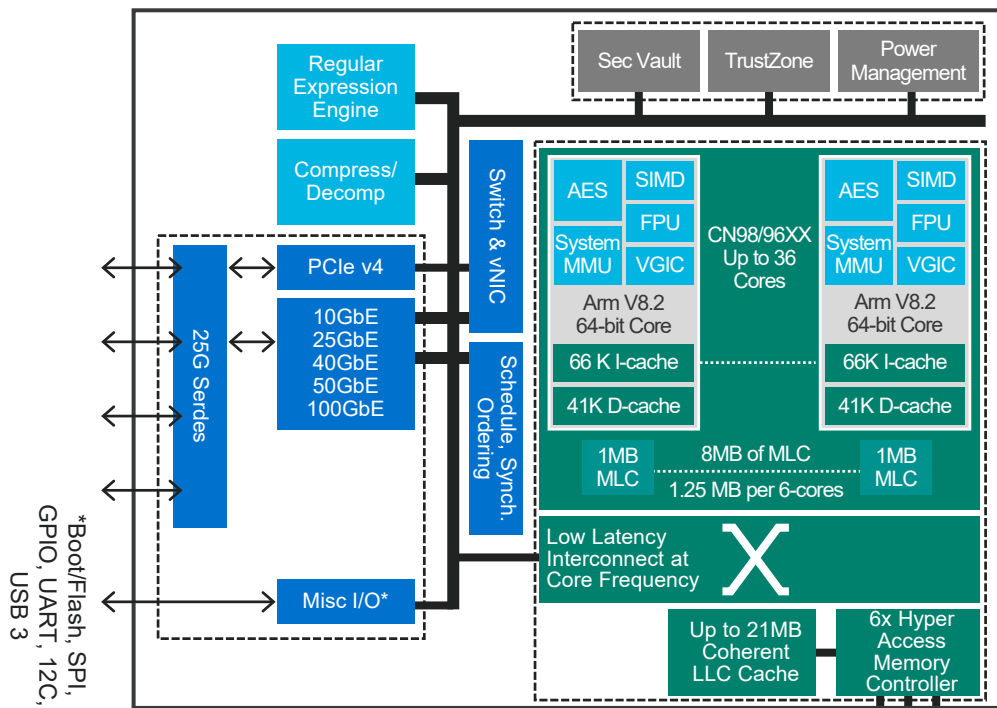 Regular
Expression
Engine
Compress/
Decomp
Sec Vault
TrustZone
Power
Management
Switch & vNIC
Schedule, Synch.
Ordering
25G Serdes
PCIe v4
10GbE
25GbE
40GbE
50GbE
100GbE
Misc I/O*
*Boot/Flash, SPI,
GPIO, UART, 12C,
USB 3
AES
SIMD
FPU
System
MMU
VGIC
Arm V8.2
64-bit Core
66 K I-cache
41K D-cache
CN98/96XX
Up to 36
Cores
AES
SIMD
FPU
System
MMU
VGIC
Arm V8.2
64-bit Core
66K I-cache
41K D-cache
1MB
MLC
8MB of MLC
1.25 MB per 6-cores
1MB
MLC
Low Latency
Interconnect at
Core Frequency
Up to 21MB
Coherent
LLC Cache
6x Hyper
Access
Memory
Controller